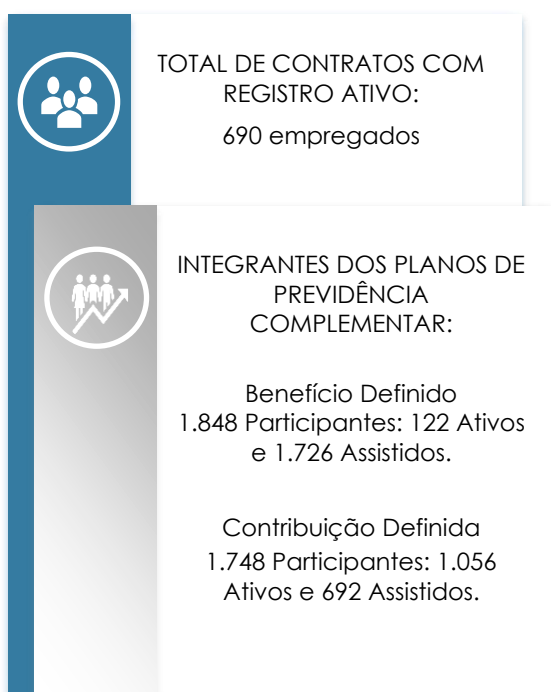 TOTAL DE CONTRATOS COM
REGISTRO ATIVO:
690 empregados
INTEGRANTES DOS PLANOS DE
PREVIDÊNCIA
COMPLEMENTAR:
Benefício Definido
1.848 Participantes: 122 Ativos
e 1.726 Assistidos.
Contribuição Definida
1.748 Participantes: 1.056
Ativos e 692 Assistidos.